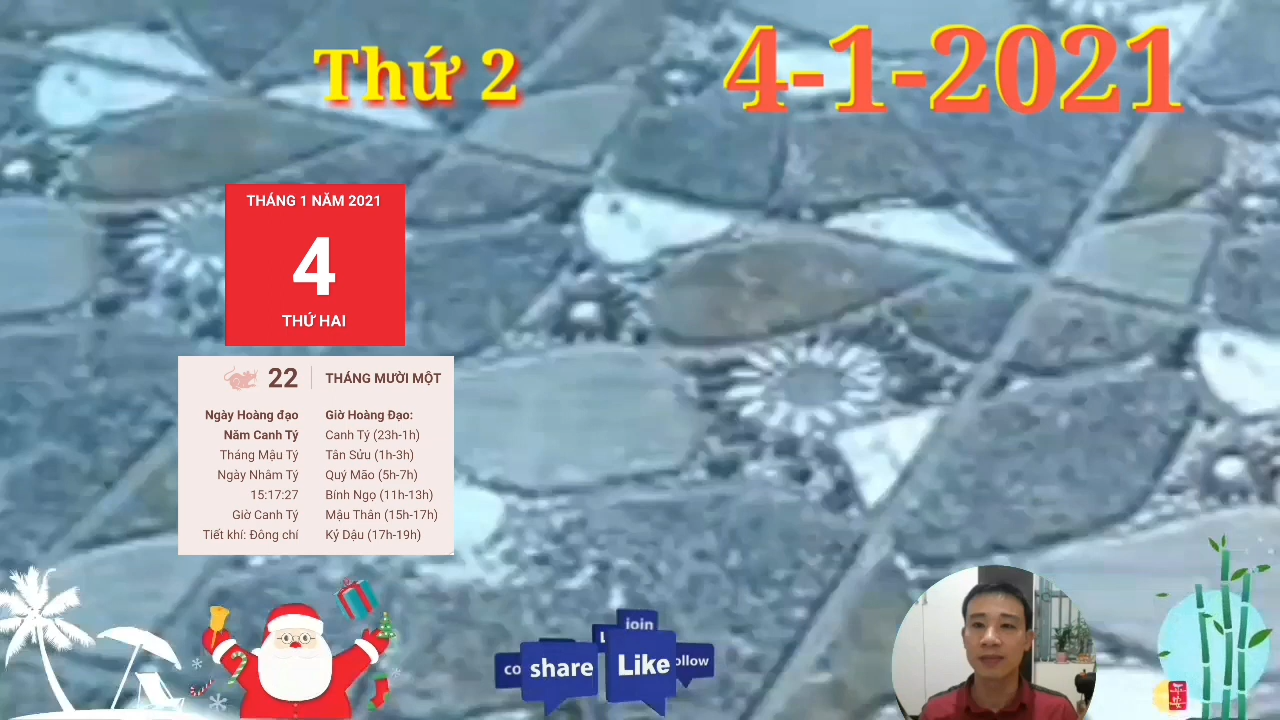 Thứ 2
4-1-2021
THÁNG 1 NĂM 2021
4
THỨ HAI
22
THÁNG MƯỜI MỘT
Ngày Hoàng đạo
Năm Canh Tý
Tháng Mậu Tý
Ngày Nhâm Tý
15:17:27
Giờ Canh Tý
Tiết khí: Đông chí
Giờ Hoàng Đạo:
Canh Tý (23h-1h)
Tân Sửu (1h-3h)
Quý Mão (5h-7h)
Bính Ngọ (11h-13h)
Mậu Thân (15h-17h)
Kỷ Dậu (17h-19h)
join
L
co
share
Like
ollow